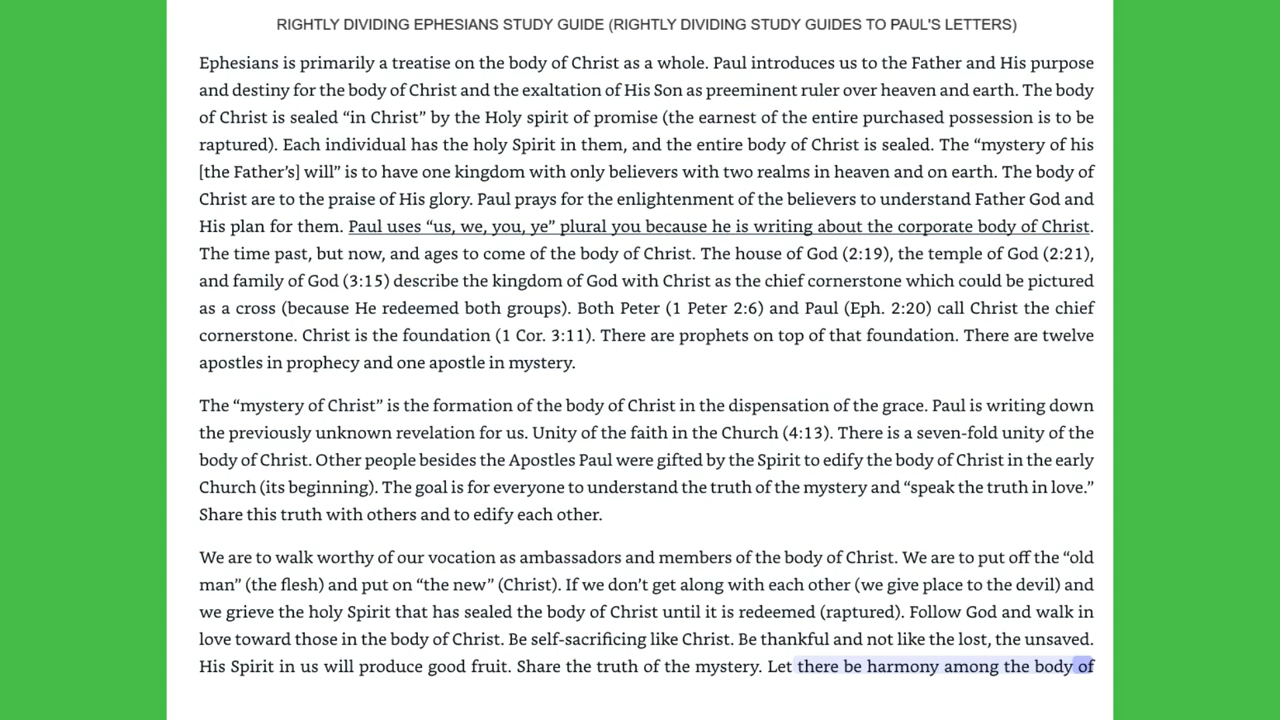 RIGHTLY DIVIDING EPHESIANS STUDY GUIDE (RIGHTLY DIVIDING STUDY GUIDES TO PAUL'S LETTERS)
Ephesians is primarily a treatise on the body of Christ as a whole. Paul introduces us to the Father and His purpose
and destiny for the body of Christ and the exaltation of His Son as preeminent ruler over heaven and earth. The body
of Christ is sealed “in Christ” by the Holy spirit of promise (the earnest of the entire purchased possession is to be
raptured). Each individual has the holy Spirit in them, and the entire body of Christ is sealed. The “mystery of his
[the Father’s] will” is to have one kingdom with only believers with two realms in heaven and on earth. The body of
Christ are to the praise of His glory. Paul prays for the enlightenment of the believers to understand Father God and
His plan for them. Paul uses “us, we, you, ye” plural you because he is writing about the corporate body of Christ.
The time past, but now, and ages to come of the body of Christ. The house of God (2:19), the temple of God (2:21),
and family of God (3:15) describe the kingdom of God with Christ as the chief cornerstone which could be pictured
as a cross (because He redeemed both groups). Both Peter (1 Peter 2:6) and Paul (Eph. 2:20) call Christ the chief
cornerstone. Christ is the foundation (1 Cor. 3:11). There are prophets on top of that foundation. There are twelve
apostles in prophecy and one apostle in mystery.
The “mystery of Christ” is the formation of the body of Christ in the dispensation of the grace. Paul is writing down
the previously unknown revelation for us. Unity of the faith in the Church (4:13). There is a seven-fold unity of the
body of Christ. Other people besides the Apostles Paul were gifted by the Spirit to edify the body of Christ in the early
Church (its beginning). The goal is for everyone to understand the truth of the mystery and “speak the truth in love.”
Share this truth with others and to edify each other.
We are to walk worthy of our vocation as ambassadors and members of the body of Christ. We are to put off the “old
man” (the flesh) and put on “the new” (Christ). If we don’t get along with each other (we give place to the devil) and
we grieve the holy Spirit that has sealed the body of Christ until it is redeemed (raptured). Follow God and walk in
love toward those in the body of Christ. Be self-sacrificing like Christ. Be thankful and not like the lost, the unsaved.
His Spirit in us will produce good fruit. Share the truth of the mystery. Let there be harmony among the body of